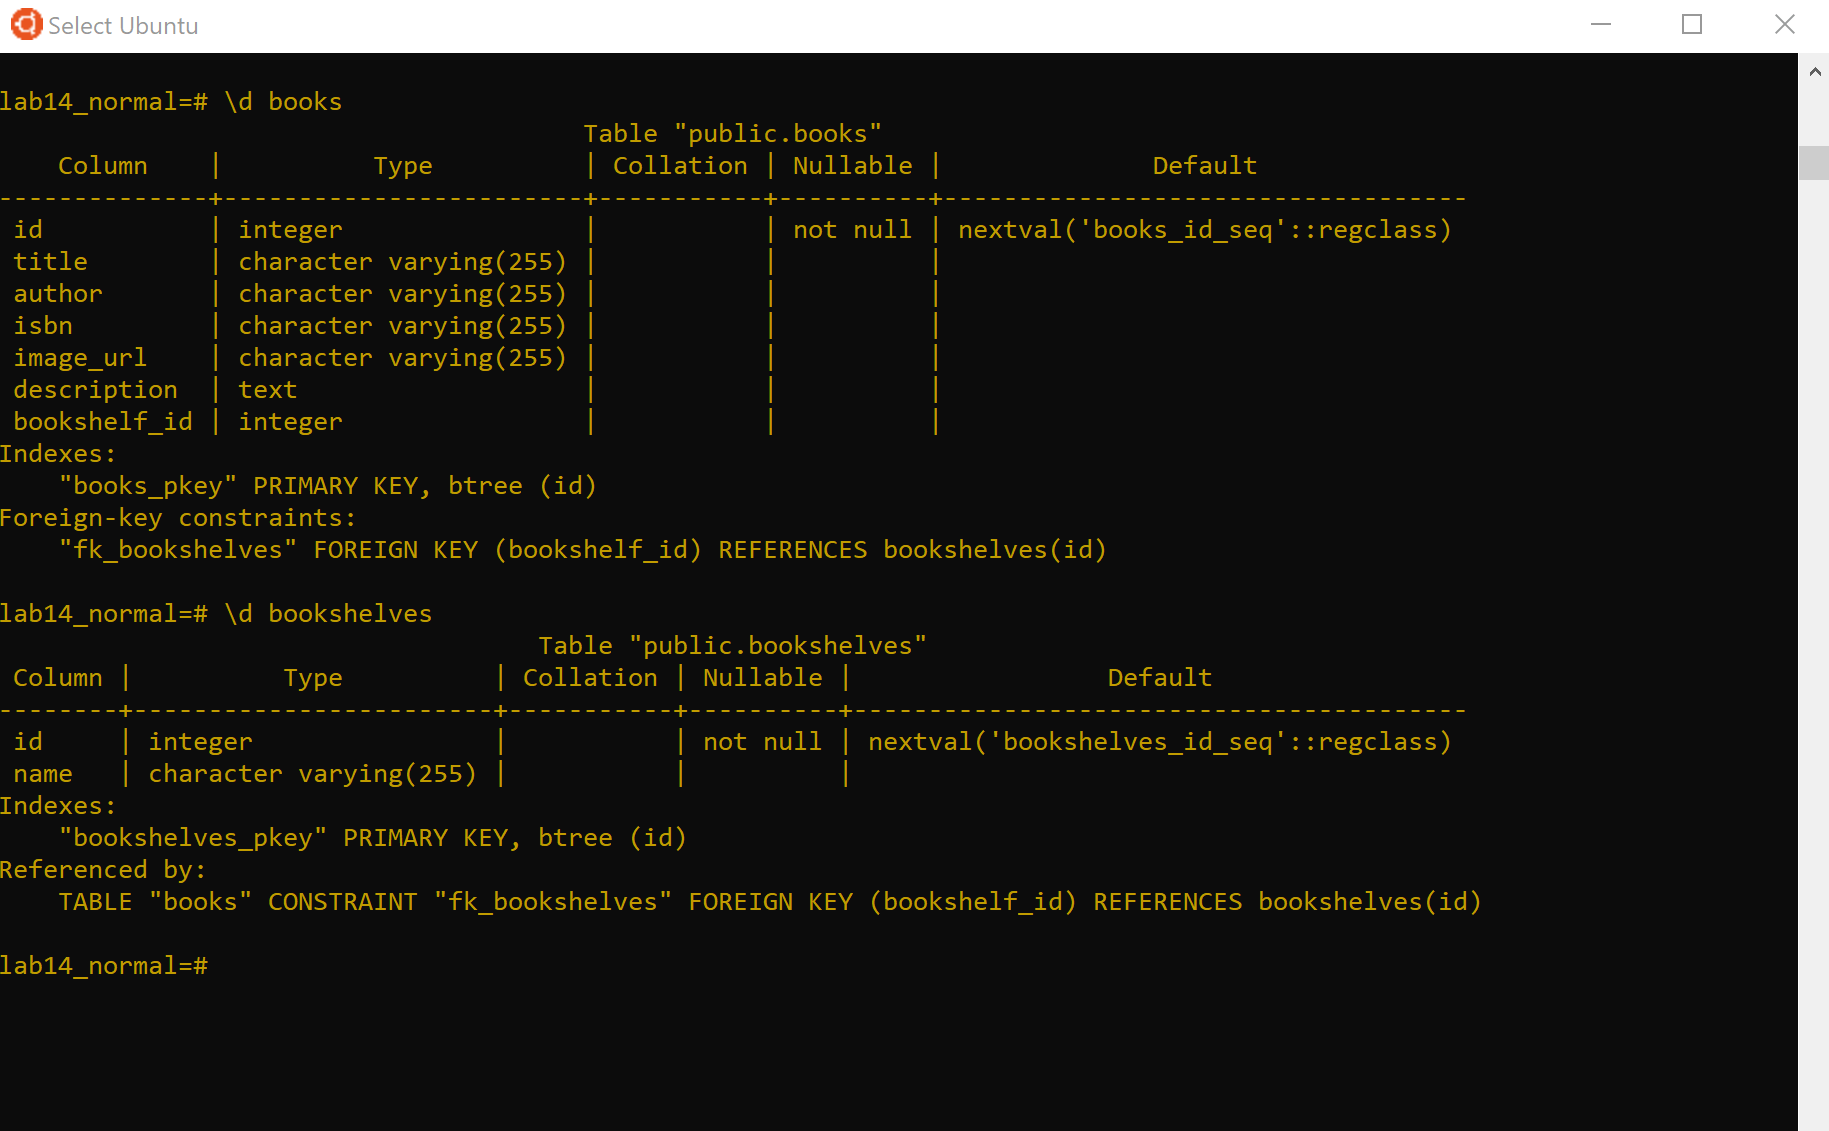 Select Ubuntu
lab14_normal=# \d books
                                       Table "public.books"
    Column    |          Type          | Collation | Nullable |              Default
--------------+------------------------+-----------+----------+-----------------------------------
 id           | integer                |           | not null | nextval('books_id_seq'::regclass)
 title        | character varying(255) |           |          |
 author       | character varying(255) |           |          |
 isbn         | character varying(255) |           |          |
 image_url    | character varying(255) |           |          |
 description  | text                   |           |          |
 bookshelf_id | integer                |           |          |
Indexes:
    "books_pkey" PRIMARY KEY, btree (id)
Foreign-key constraints:
    "fk_bookshelves" FOREIGN KEY (bookshelf_id) REFERENCES bookshelves(id)
lab14_normal=# \d bookshelves
                                    Table "public.bookshelves"
 Column |          Type          | Collation | Nullable |                 Default
--------+------------------------+-----------+----------+-----------------------------------------
 id     | integer                |           | not null | nextval('bookshelves_id_seq'::regclass)
 name   | character varying(255) |           |          |
Indexes:
    "bookshelves_pkey" PRIMARY KEY, btree (id)
Referenced by:
    TABLE "books" CONSTRAINT "fk_bookshelves" FOREIGN KEY (bookshelf_id) REFERENCES bookshelves(id)
lab14_normal=#